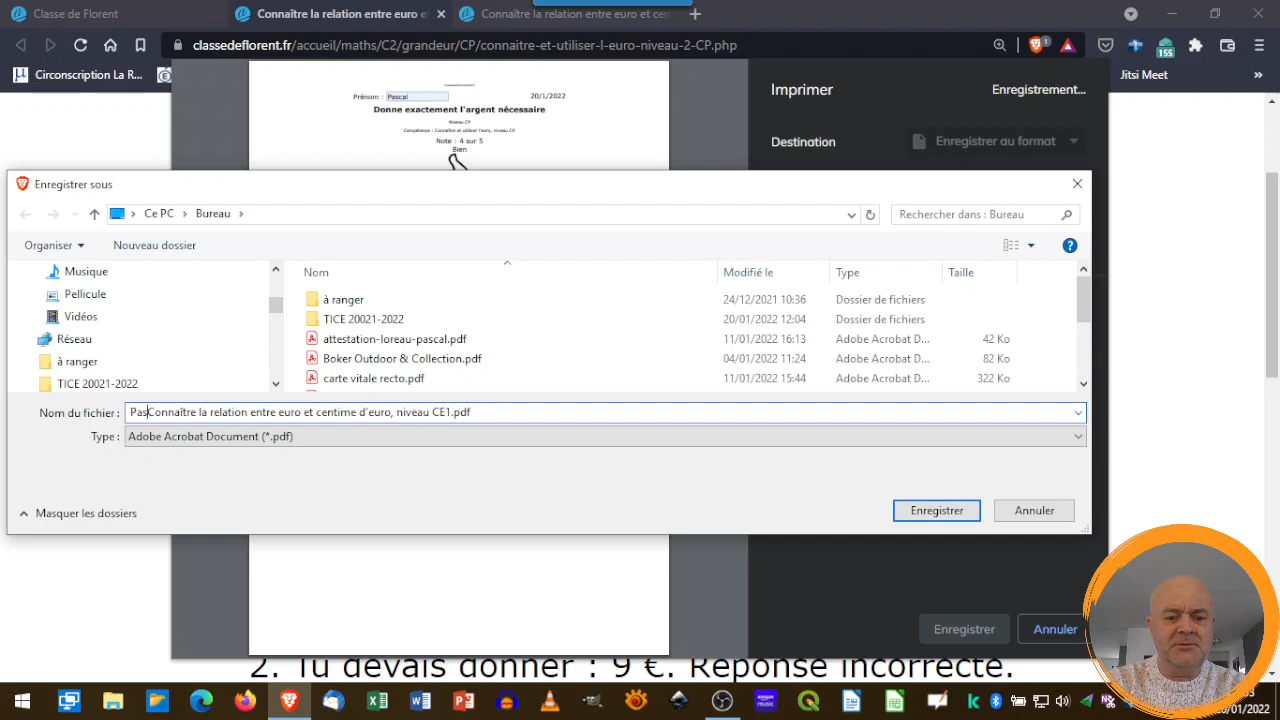 Classe de Florent
Connaître la relation entre euro e
Connaître la relation entre euro et cen
classedeflorent.fr/accueil/maths/C2/grandeur/CP/connaitre-et-utiliser-l-euro-niveau-2-CP.php
1
155
Circonscription La R...
Jitsi Meet
»
Prénom : Pascal
20/1/2022
Donne exactement l'argent nécessaire
Niveau CP
Compétence : Connaître et utiliser l'euro, niveau CP.
Note : 4 sur 5
Bien
Imprimer
Enregistrement...
Destination
Enregistrer au format
Enregistrer sous
Ce PC
Bureau
Rechercher dans : Bureau
Organiser
Nouveau dossier
Musique
Pellicule
Vidéos
Réseau
à ranger
TICE 20021-2022
Nom
Modifié le
Type
Taille
à ranger
24/12/2021 10:36
Dossier de fichiers
TICE 20021-2022
20/01/2022 12:04
Dossier de fichiers
attestation-loreau-pascal.pdf
11/01/2022 16:13
Adobe Acrobat D...
42 Ko
Boker Outdoor & Collection.pdf
04/01/2022 11:24
Adobe Acrobat D...
82 Ko
carte vitale recto.pdf
11/01/2022 15:44
Adobe Acrobat D...
322 Ko
Nom du fichier :
PasConnaître la relation entre euro et centime d'euro, niveau CE1.pdf
Type :
Adobe Acrobat Document (*.pdf)
Masquer les dossiers
Enregistrer
Annuler
Enregistrer
Annuler
2. Tu devais donner : 9 €. Réponse incorrecte.